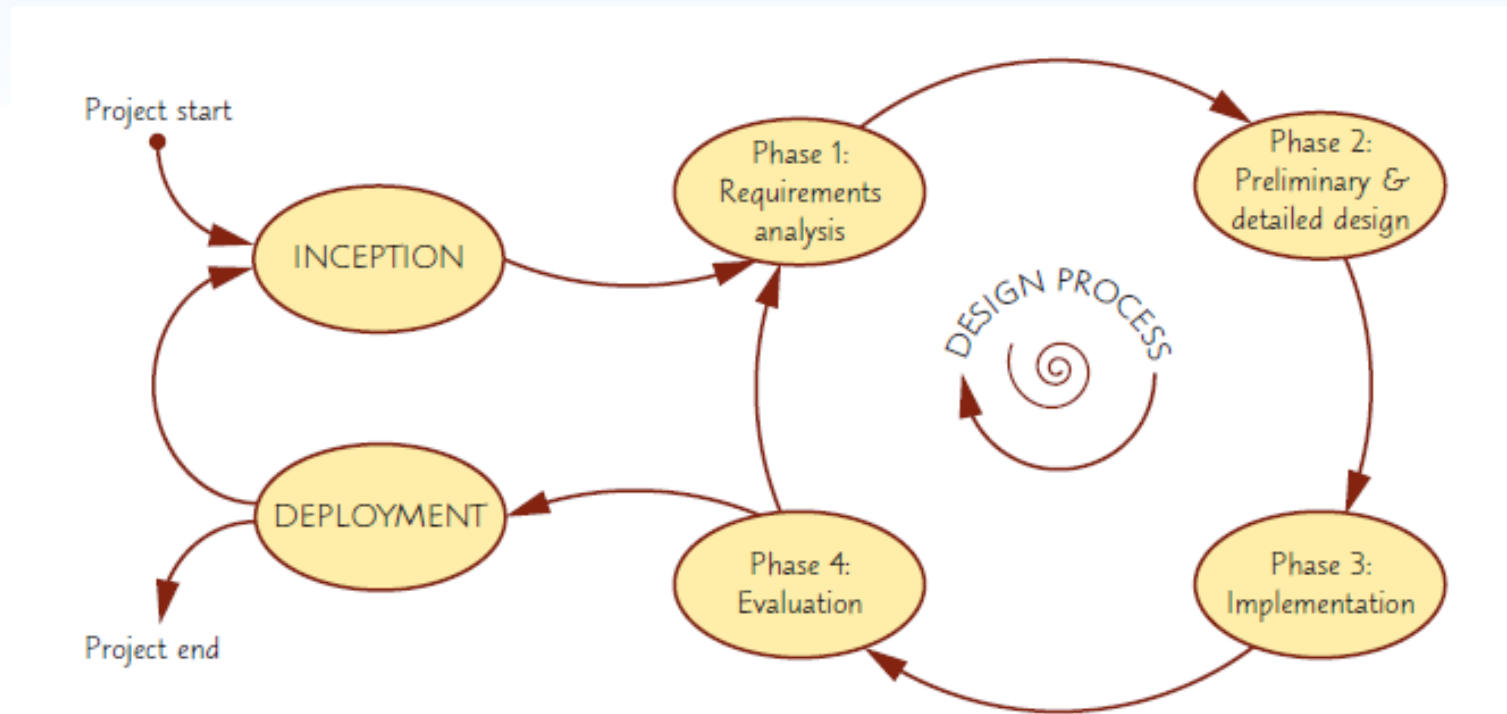 Project start
INCEPTION
DEPLOYMENT
Project end
Phase 1:
Requirements
analysis
Phase 2:
Preliminary &
detailed design
DESIGN PROCESS
Phase 3:
Implementation
Phase 4:
Evaluation